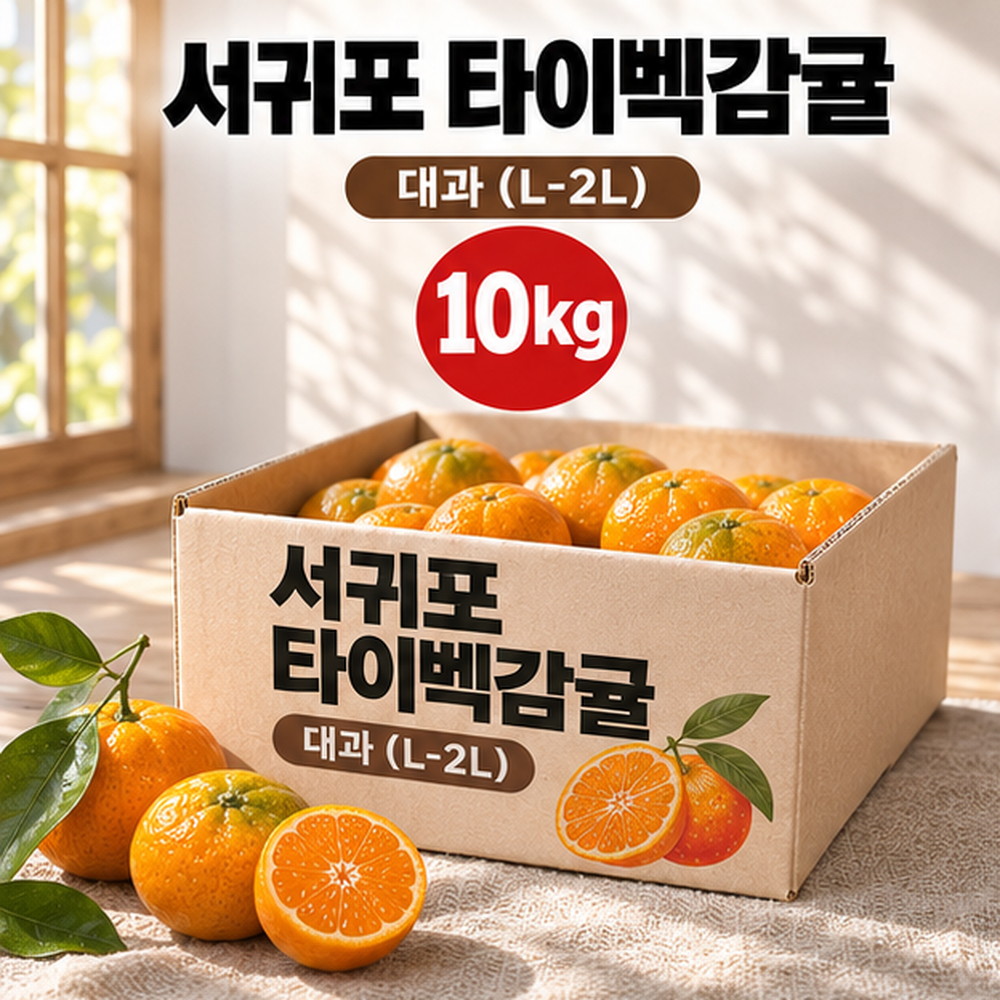 서귀포 타이벡감귤
대과 (L-2L)
10kg
서귀포
타이벡감귤
대과 (L-2L)